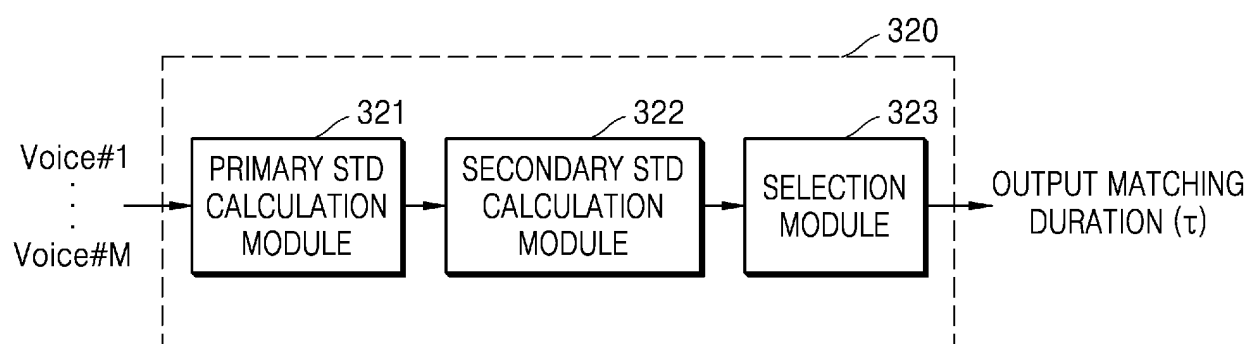 320
321
322
323
Voice#1
.
.
.
Voice#M
PRIMARY STD
CALCULATION
MODULE
SECONDARY STD
CALCULATION
MODULE
SELECTION
MODULE
OUTPUT MATCHING
DURATION (τ)